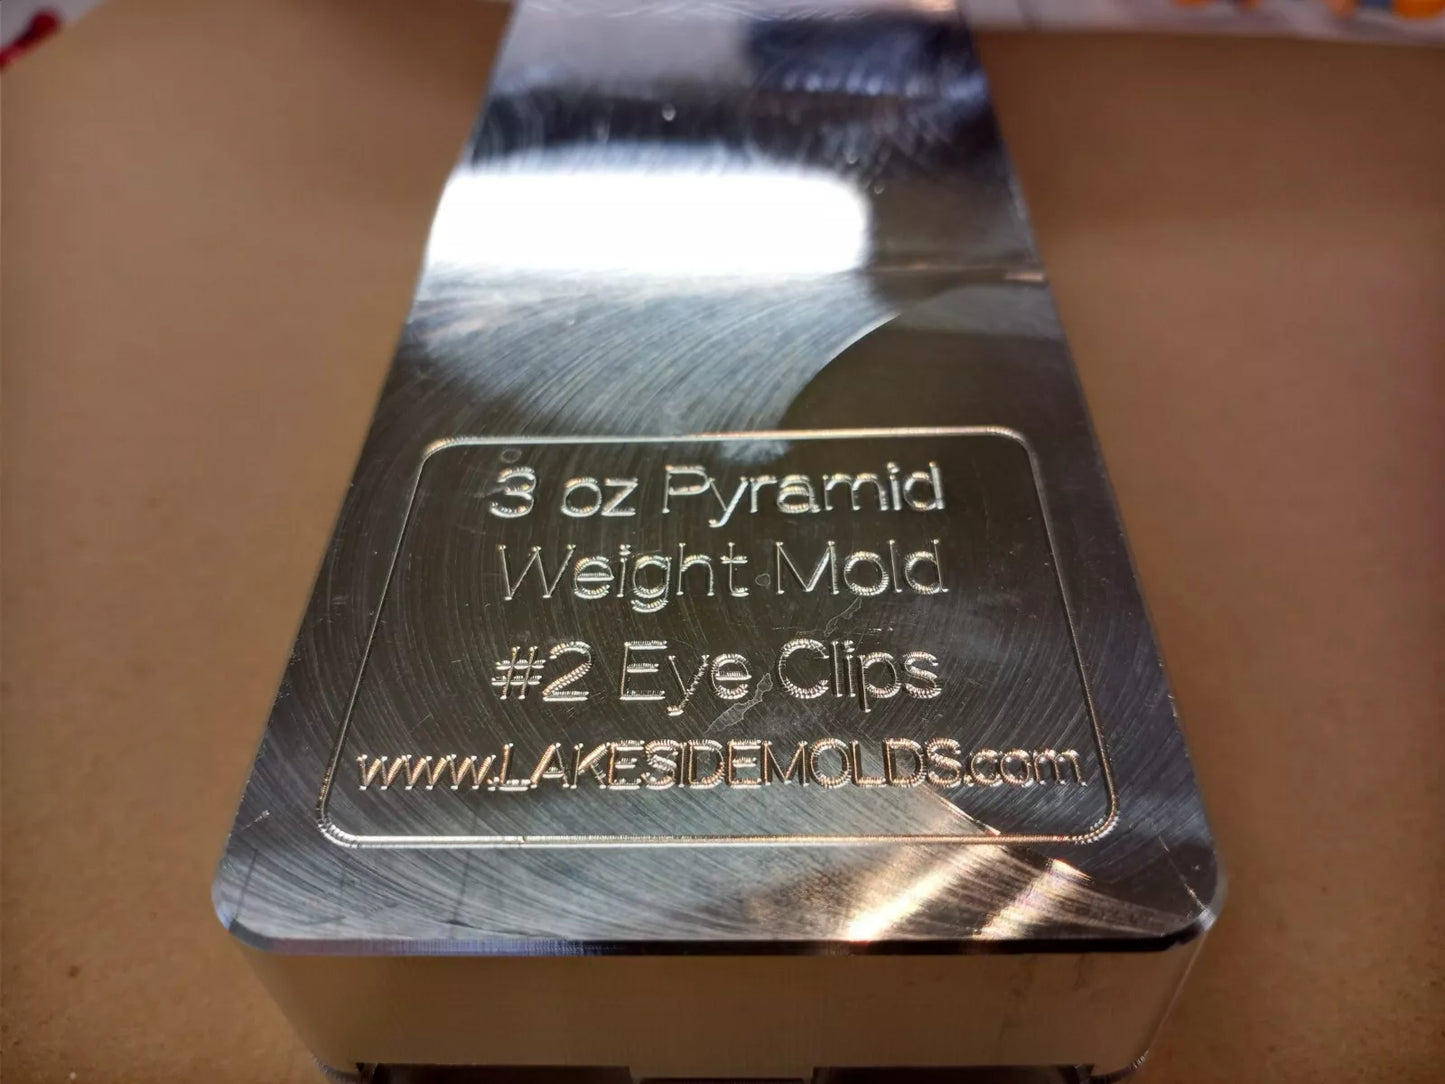 3 oz Pyramid
Weight Mold
#2 Eye Clips
www.LAKESIDEMOLDS.com